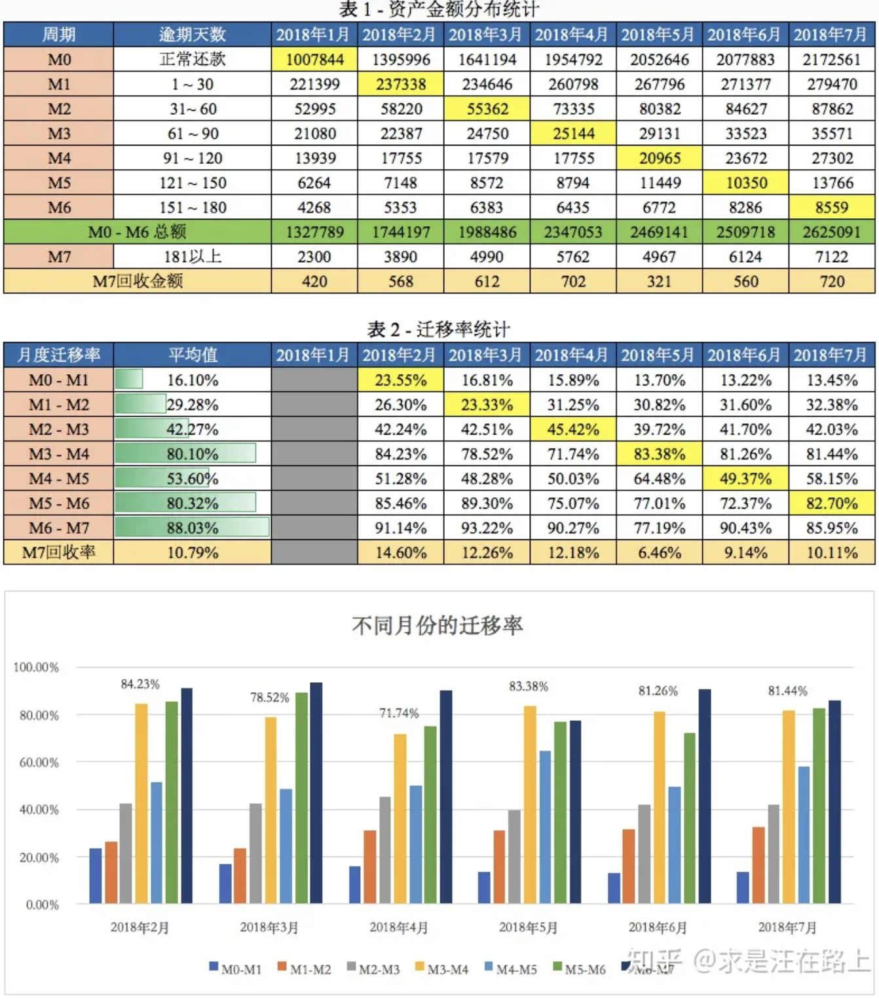 表 1 - 资产金额分布统计
周期 逾期天数 2018年1月 2018年2月 2018年3月 2018年4月 2018年5月 2018年6月 2018年7月
M0 正常还款 1007844 1395996 1641194 1954792 2052646 2077883 2172561
M1 1 ~ 30 221399 237338 234646 260798 267796 271377 279470
M2 31~ 60 52995 58220 55362 73335 80382 84627 87862
M3 61 ~ 90 21080 22387 24750 25144 29131 33523 35571
M4 91 ~ 120 13939 17755 17579 17755 20965 23672 27302
M5 121 ~ 150 6264 7148 8572 8794 11449 10350 13766
M6 151 ~ 180 4268 5353 6383 6435 6772 8286 8559
M0 - M6 总额 1327789 1744197 1988486 2347053 2469141 2509718 2625091
M7 181以上 2300 3890 4990 5762 4967 6124 7122
M7回收金额 420 568 612 702 321 560 720
表 2 - 迁移率统计
月度迁移率 平均值 2018年1月 2018年2月 2018年3月 2018年4月 2018年5月 2018年6月 2018年7月
M0 - M1 16.10% 23.55% 16.81% 15.89% 13.70% 13.22% 13.45%
M1 - M2 29.28% 26.30% 23.33% 31.25% 30.82% 31.60% 32.38%
M2 - M3 42.27% 42.24% 42.51% 45.42% 39.72% 41.70% 42.03%
M3 - M4 80.10% 84.23% 78.52% 71.74% 83.38% 81.26% 81.44%
M4 - M5 53.60% 51.28% 48.28% 50.03% 64.48% 49.37% 58.15%
M5 - M6 80.32% 85.46% 89.30% 75.07% 77.01% 72.37% 82.70%
M6 - M7 88.03% 91.14% 93.22% 90.27% 77.19% 90.43% 85.95%
M7回收率 10.79% 14.60% 12.26% 12.18% 6.46% 9.14% 10.11%
不同月份的迁移率
100.00%
84.23% 78.52% 71.74% 83.38% 81.26% 81.44%
80.00%
60.00%
40.00%
20.00%
0.00%
2018年2月 2018年3月 2018年4月 2018年5月 2018年6月 2018年7月
M0-M1 M1-M2 M2-M3 M3-M4 M4-M5 M5-M6 M6-M7
知乎 @求是汪在路上